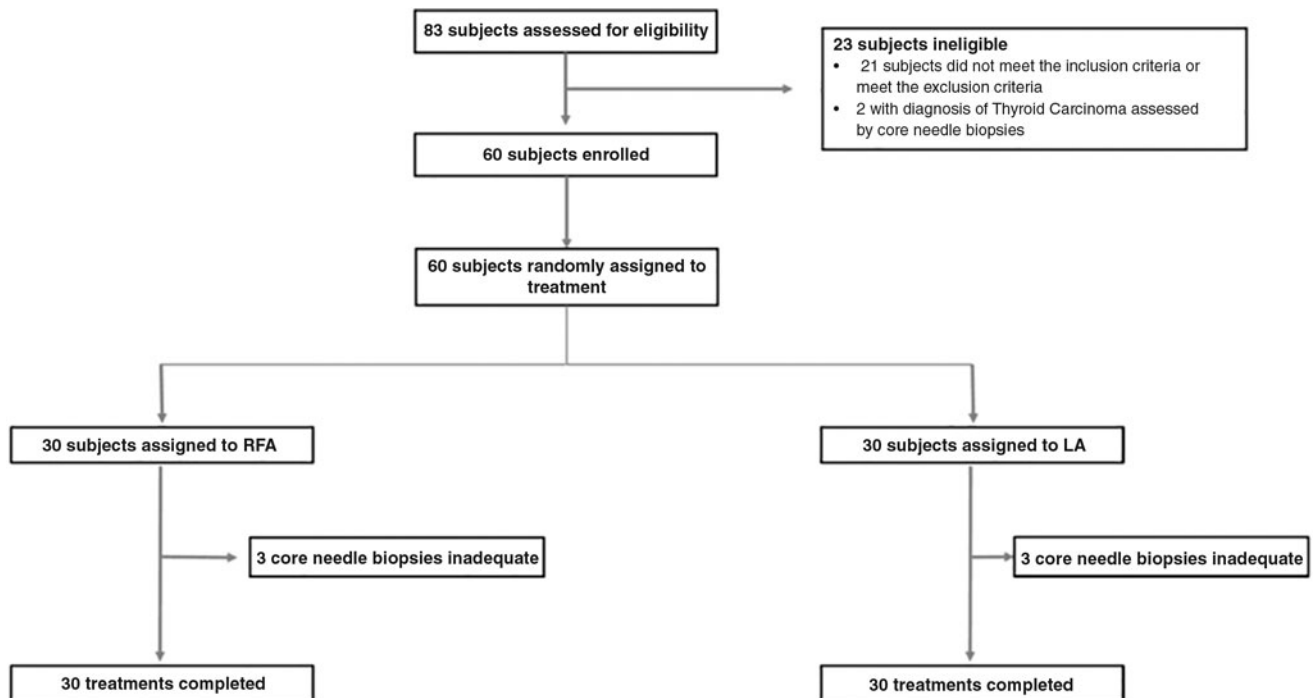 83 subjects assessed for eligibility
23 subjects ineligible
• 21 subjects did not meet the inclusion criteria or
meet the exclusion criteria
• 2 with diagnosis of Thyroid Carcinoma assessed
by core needle biopsies
60 subjects enrolled
60 subjects randomly assigned to
treatment
30 subjects assigned to RFA
30 subjects assigned to LA
3 core needle biopsies inadequate
3 core needle biopsies inadequate
30 treatments completed
30 treatments completed